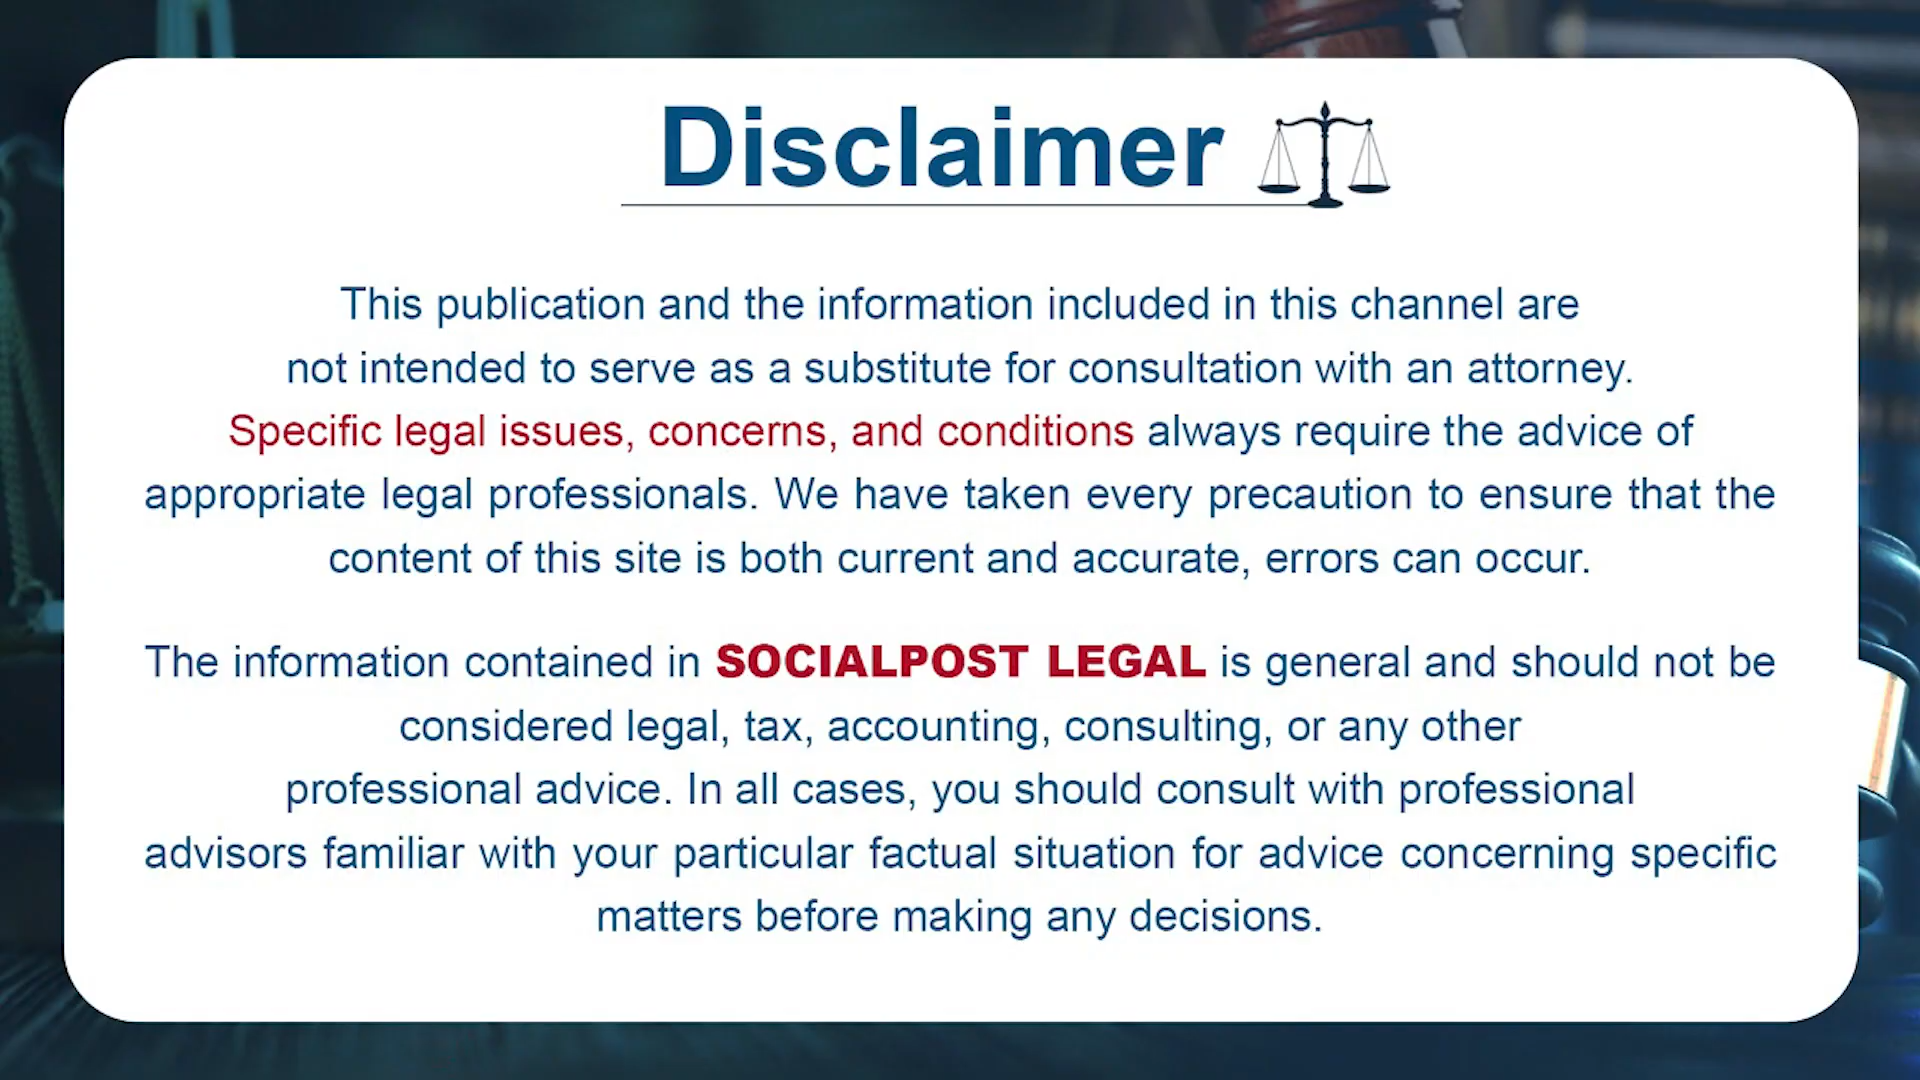 Disclaimer
This publication and the information included in this channel are
not intended to serve as a substitute for consultation with an attorney.
Specific legal issues, concerns, and conditions always require the advice of
appropriate legal professionals. We have taken every precaution to ensure that the
content of this site is both current and accurate, errors can occur.
The information contained in SOCIALPOST LEGAL is general and should not be
considered legal, tax, accounting, consulting, or any other
professional advice. In all cases, you should consult with professional
advisors familiar with your particular factual situation for advice concerning specific
matters before making any decisions.